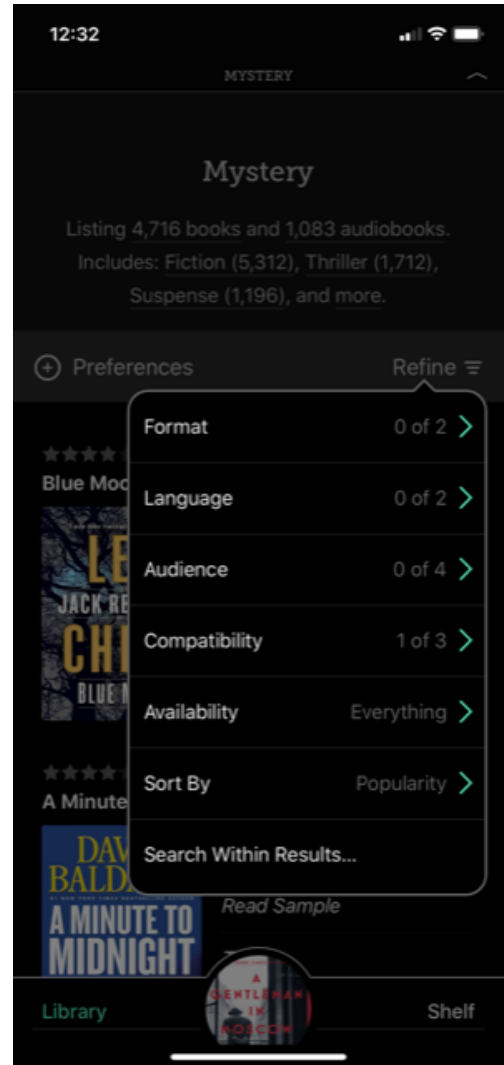 12:32
MYSTERY
Mystery
Listing 4,716 books and 1,083 audiobooks.
Includes: Fiction (5,312), Thriller (1,712),
Suspense (1,196), and more.
Preferences
Refine
Format 0 of 2
Language 0 of 2
Audience 0 of 4
Compatibility 1 of 3
Availability Everything
Sort By Popularity
Search Within Results...
Blue Moo
LE
JACK RE
CHI
BLUE M
A Minute
DAV
BALDA
A MINUTE TO
MIDNIGHT
Read Sample
A
GENTLEMAN
IN
MOSCOW
Library
Shelf